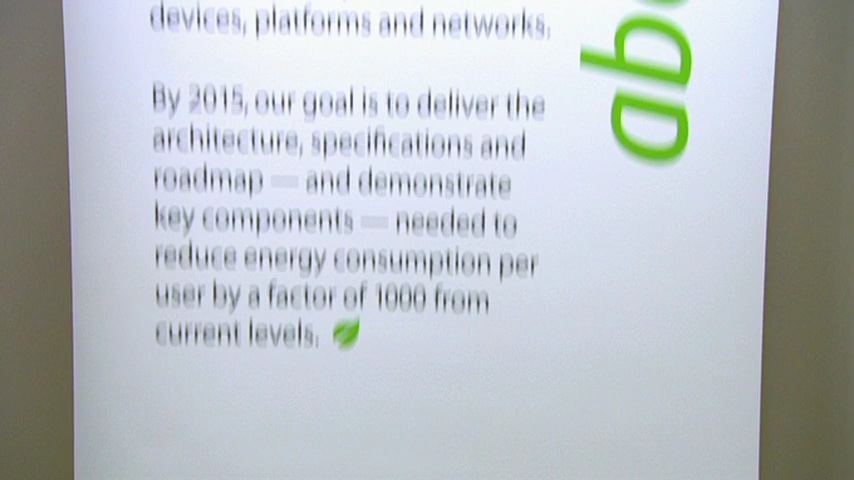 devices, platforms and networks.
By 2015, our goal is to deliver the
architecture, specifications and
roadmap — and demonstrate
key components — needed to
reduce energy consumption per
user by a factor of 1000 from
current levels.
abo